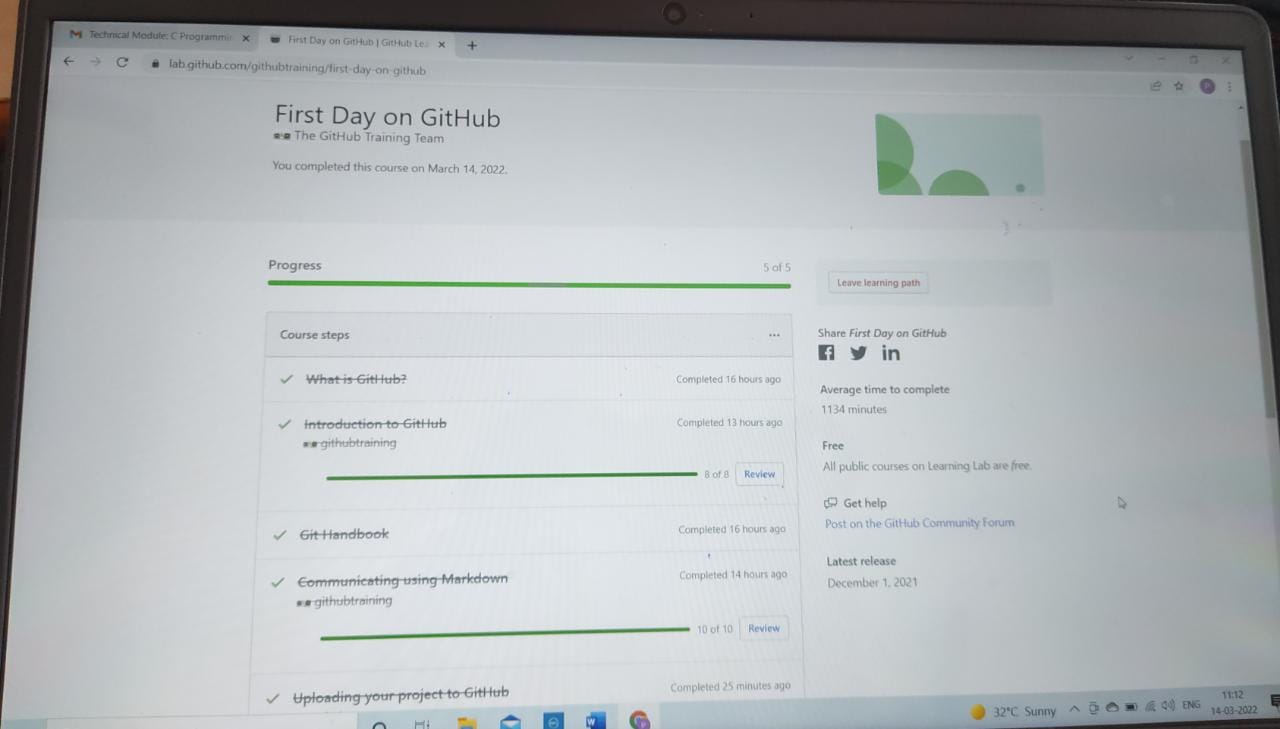 Technical Module: C Programmin
First Day on GitHub | GitHub Lea
lab.github.com/githubtraining/first-day-on-github
First Day on GitHub
The GitHub Training Team
You completed this course on March 14, 2022.
Progress
5 of 5
Leave learning path
Course steps
Share First Day on GitHub
What is GitHub?
Completed 16 hours ago
Average time to complete
1134 minutes
Introduction to GitHub
Completed 13 hours ago
githubtraining
8 of 8
Review
Free
All public courses on Learning Lab are free.
Get help
Post on the GitHub Community Forum
Git Handbook
Completed 16 hours ago
Latest release
December 1, 2021
Communicating using Markdown
Completed 14 hours ago
githubtraining
10 of 10
Review
Uploading your project to GitHub
Completed 25 minutes ago
32°C Sunny
ENG
11:12
14-03-2022